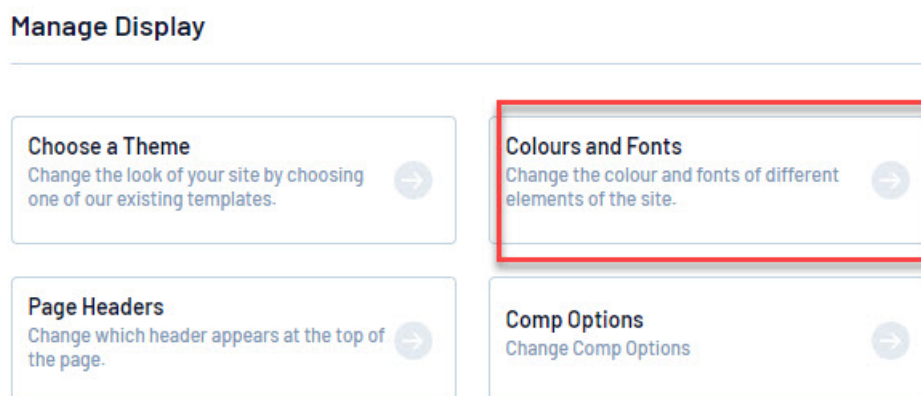 Manage Display
Choose a Theme
Change the look of your site by choosing
one of our existing templates.
Colours and Fonts
Change the colour and fonts of different
elements of the site.
Page Headers
Change which header appears at the top of
the page.
Comp Options
Change Comp Options